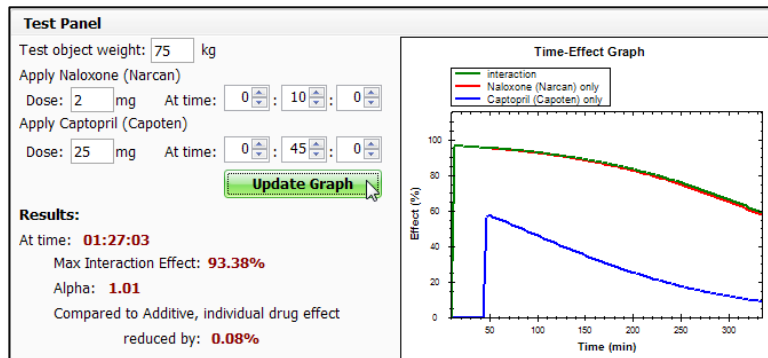 Test Panel
Test object weight: 75 kg
Apply Naloxone (Narcan)
Dose: 2 mg At time: 0 : 10 : 0
Apply Captopril (Capoten)
Dose: 25 mg At time: 0 : 45 : 0
Update Graph
Results:
At time: 01:27:03
Max Interaction Effect: 93.38%
Alpha: 1.01
Compared to Additive, individual drug effect
reduced by: 0.08%
Time-Effect Graph
interaction
Naloxone (Narcan) only
Captopril (Capoten) only
Effect (%)
100
80
60
40
20
0
50 100 150 200 250 300
Time (min)